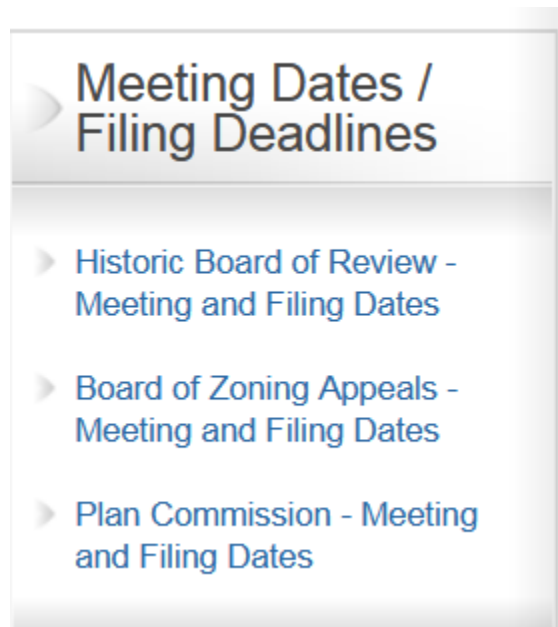 Meeting Dates /
Filing Deadlines
Historic Board of Review -
Meeting and Filing Dates
Board of Zoning Appeals -
Meeting and Filing Dates
Plan Commission - Meeting
and Filing Dates